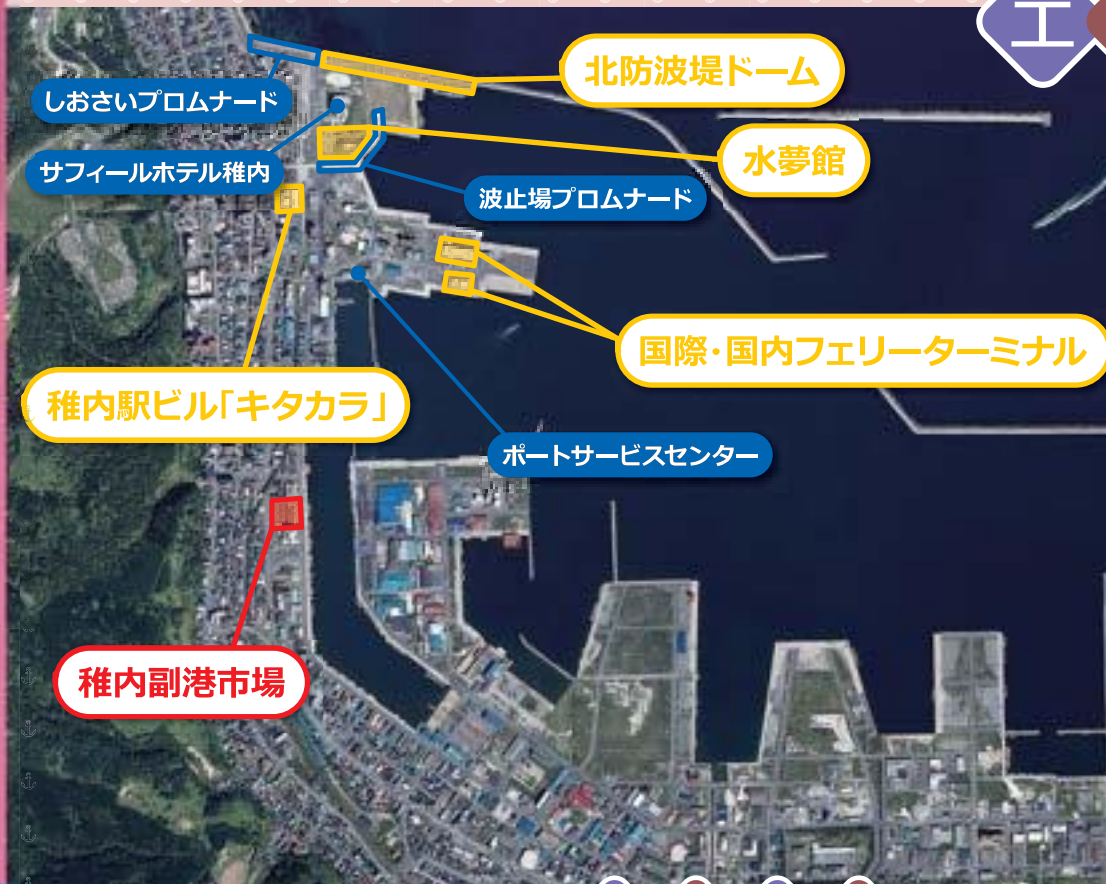 エ
北防波堤ドーム
しおさいプロムナード
水夢館
サフィールホテル稚内
波止場プロムナード
国際・国内フェリーターミナル
稚内駅ビル「キタカラ」
ポートサービスセンター
稚内副港市場